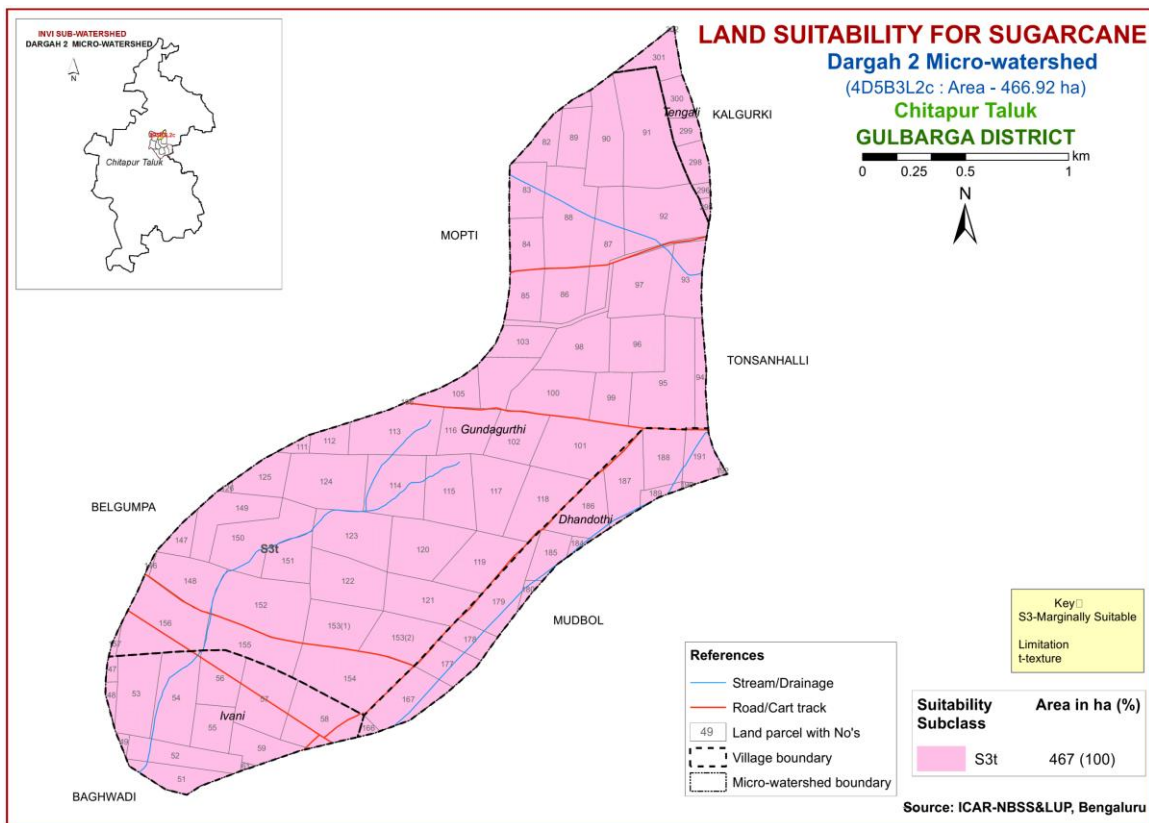 INVI SUB-WATERSHED
DARGAH 2 MICRO-WATERSHED
N
Chitapur Taluk
LAND SUITABILITY FOR SUGARCANE
Dargah 2 Micro-watershed
(4D5B3L2c : Area - 466.92 ha)
Chitapur Taluk
GULBARGA DISTRICT
km
0 0.25 0.5 1
N
KALGURKI
MOPTI
TONSANHALLI
BELGUMPA
MUDBOL
BAGHWADI
301
300
Tengali
299
298
82 89 90 91
83
88 92
84 87
93
97
85 86
103 98 96
95 94
105 100 99
Gundagurthi
111 112 113 116 102 101
188 191
125 124 114 115 117 118 187
149 186 189
Dhandothi
147 150 123
S3t
151 120 119 185 184
148 122 179
152 121
156 153(1) 153(2) 178
155 177
47 154
53 54 56 57 167
48 Ivani 58
55
52 59
51
Key
S3-Marginally Suitable
Limitation
t-texture
References
Stream/Drainage
Road/Cart track
49 Land parcel with No's
Village boundary
Micro-watershed boundary
Suitability Subclass
Area in ha (%)
S3t 467 (100)
Source: ICAR-NBSS&LUP, Bengaluru